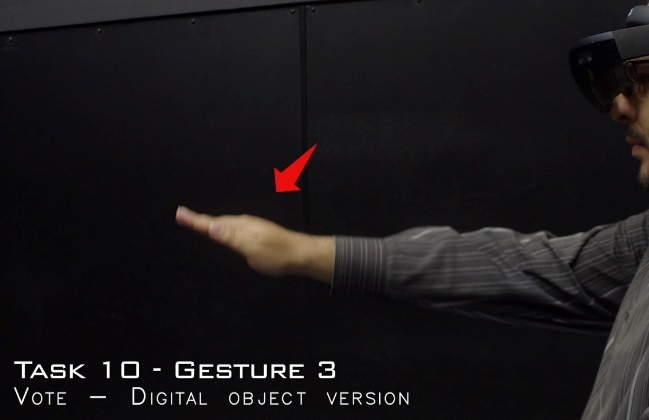 Task 10 - Gesture 3
Vote – Digital object version